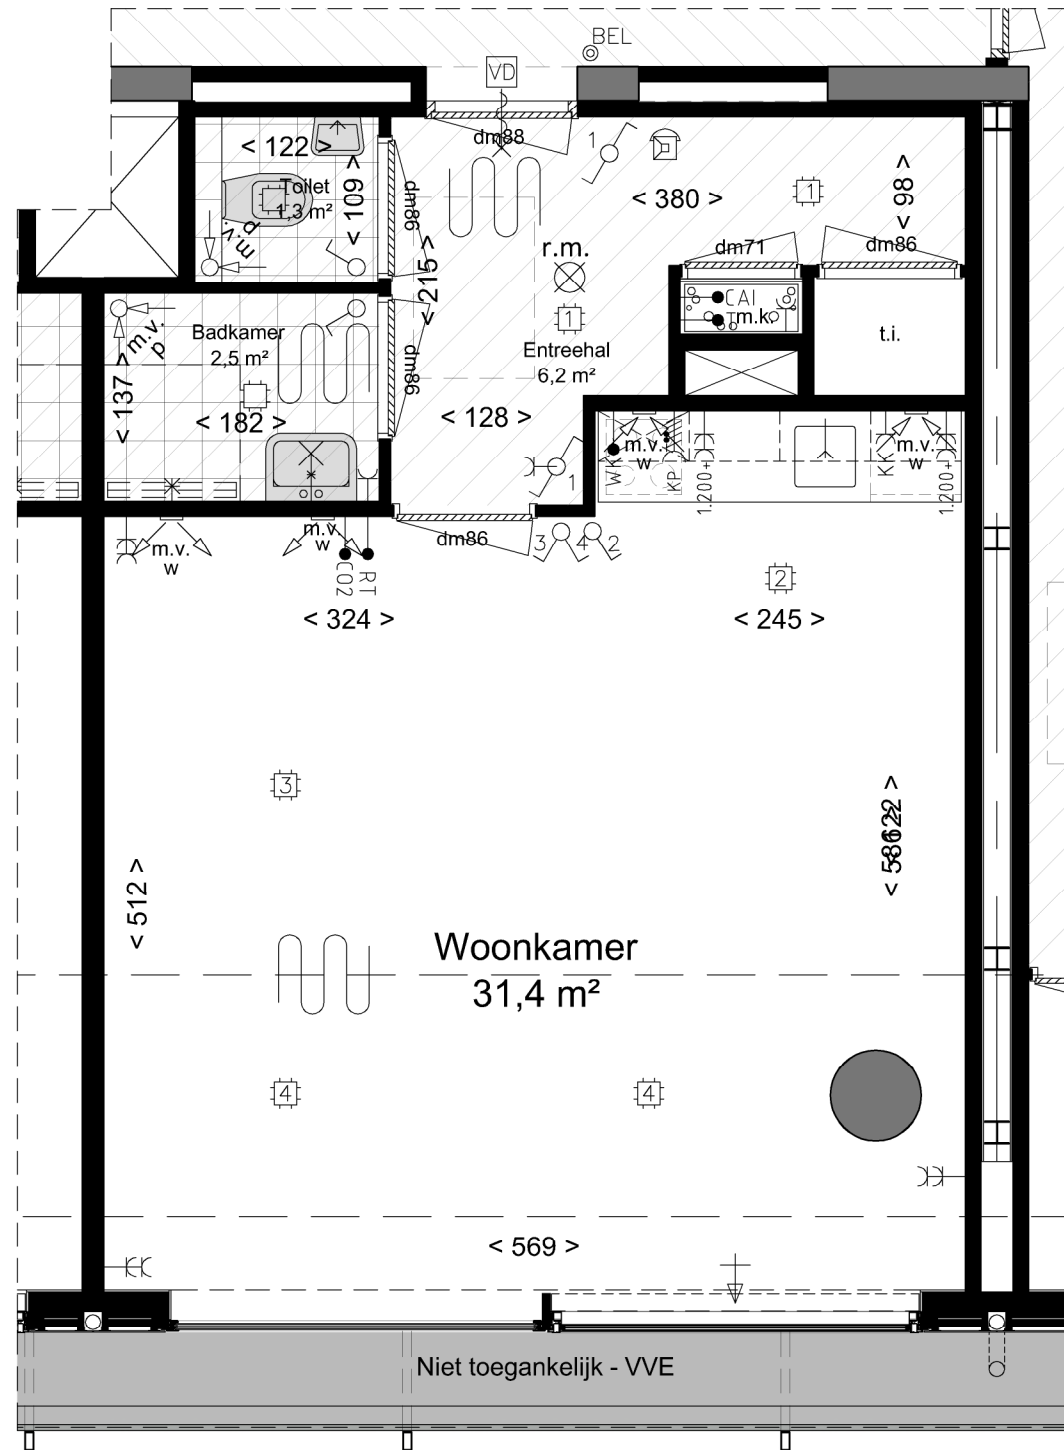 BEL
VD
dm88
1
< 122 >
Toilet
1,3 m²
< 109 >
dm86
m.v.
p
< 380 >
1
< 98 >
< 215 >
r.m.
dm71
dm86
CAI
m.k.
t.i.
1
Entreehal
6,2 m²
m.v.
p
Badkamer
2,5 m²
dm86
< 137 >
< 182 >
< 128 >
WK
m.v.
w
KP
1.200+
KK
m.v.
w
1.200+
1
dm86
3
4
2
m.v.
w
m.v.
w
CO2
RT
2
< 324 >
< 245 >
3
< 512 >
Woonkamer
31,4 m²
4
4
< 569 >
Niet toegankelijk - VVE